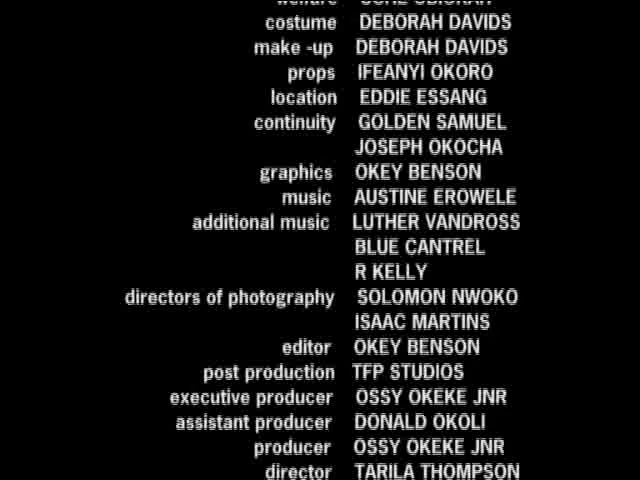 costume DEBORAH DAVIDS
make -up DEBORAH DAVIDS
props IFEANYI OKORO
location EDDIE ESSANG
continuity GOLDEN SAMUEL
JOSEPH OKOCHA
graphics OKEY BENSON
music AUSTINE EROWELE
additional music LUTHER VANDROSS
BLUE CANTREL
R KELLY
directors of photography SOLOMON NWOKO
ISAAC MARTINS
editor OKEY BENSON
post production TFP STUDIOS
executive producer OSSY OKEKE JNR
assistant producer DONALD OKOLI
producer OSSY OKEKE JNR
director TARILA THOMPSON